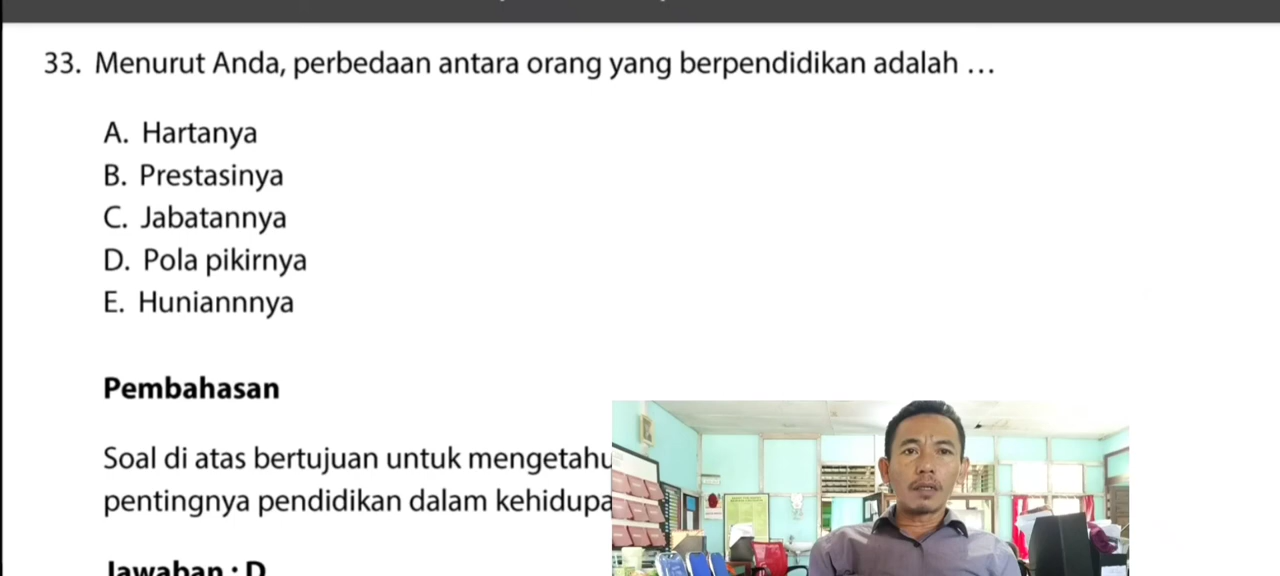 33. Menurut Anda, perbedaan antara orang yang berpendidikan adalah …
A. Hartanya
B. Prestasinya
C. Jabatannya
D. Pola pikirnya
E. Huniannnya
Pembahasan
Soal di atas bertujuan untuk mengetahu
pentingnya pendidikan dalam kehidupa
Jawaban : D